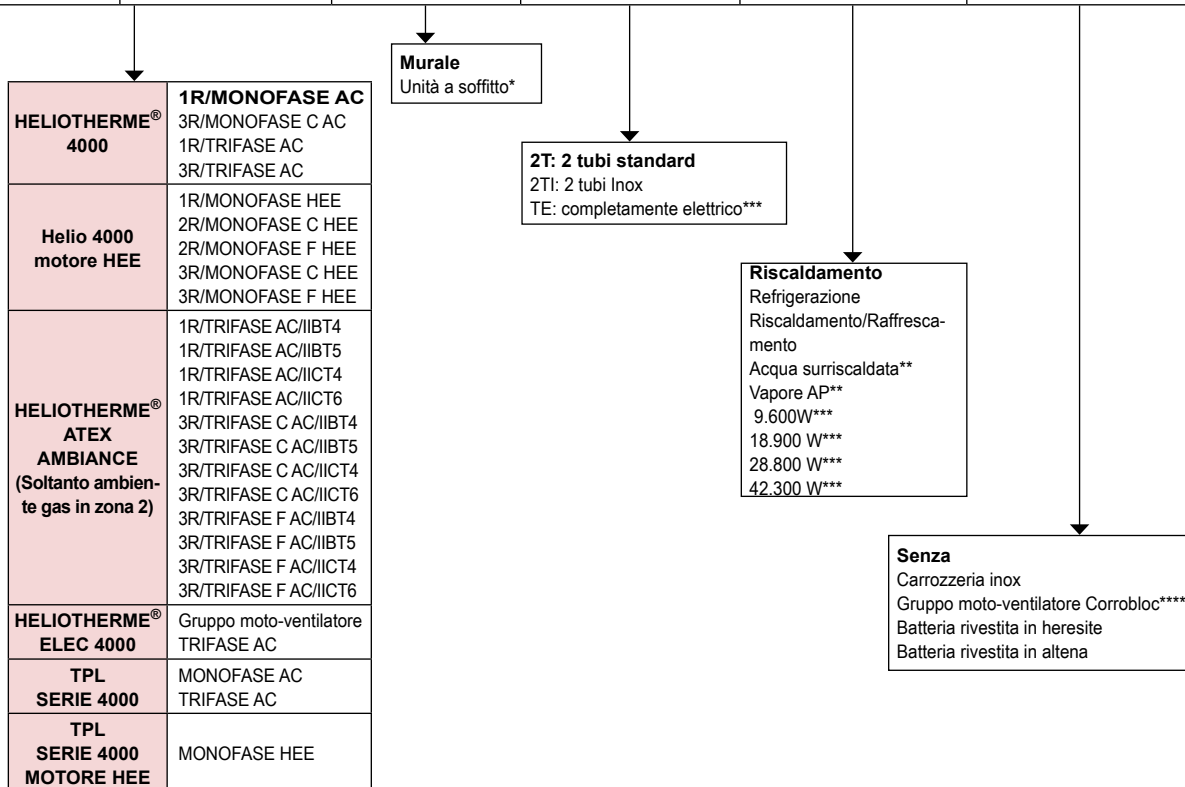 HELIOTHERME®
4000
1R/MONOFASE AC
3R/MONOFASE C AC
1R/TRIFASE AC
3R/TRIFASE AC
Helio 4000
motore HEE
1R/MONOFASE HEE
2R/MONOFASE C HEE
2R/MONOFASE F HEE
3R/MONOFASE C HEE
3R/MONOFASE F HEE
HELIOTHERME®
ATEX
AMBIANCE
(Soltanto ambien-
te gas in zona 2)
1R/TRIFASE AC/IIBT4
1R/TRIFASE AC/IIBT5
1R/TRIFASE AC/IICT4
1R/TRIFASE AC/IICT6
3R/TRIFASE C AC/IIBT4
3R/TRIFASE C AC/IIBT5
3R/TRIFASE C AC/IICT4
3R/TRIFASE C AC/IICT6
3R/TRIFASE F AC/IIBT4
3R/TRIFASE F AC/IIBT5
3R/TRIFASE F AC/IICT4
3R/TRIFASE F AC/IICT6
HELIOTHERME®
ELEC 4000
Gruppo moto-ventilatore
TRIFASE AC
TPL
SERIE 4000
MONOFASE AC
TRIFASE AC
TPL
SERIE 4000
MOTORE HEE
MONOFASE HEE
Murale
Unità a soffitto*
2T: 2 tubi standard
2TI: 2 tubi Inox
TE: completamente elettrico***
Riscaldamento
Refrigerazione
Riscaldamento/Raffresca-
mento
Acqua surriscaldata**
Vapore AP**
9.600W***
18.900 W***
28.800 W***
42.300 W***
Senza
Carrozzeria inox
Gruppo moto-ventilatore Corrobloc****
Batteria rivestita in heresite
Batteria rivestita in altena